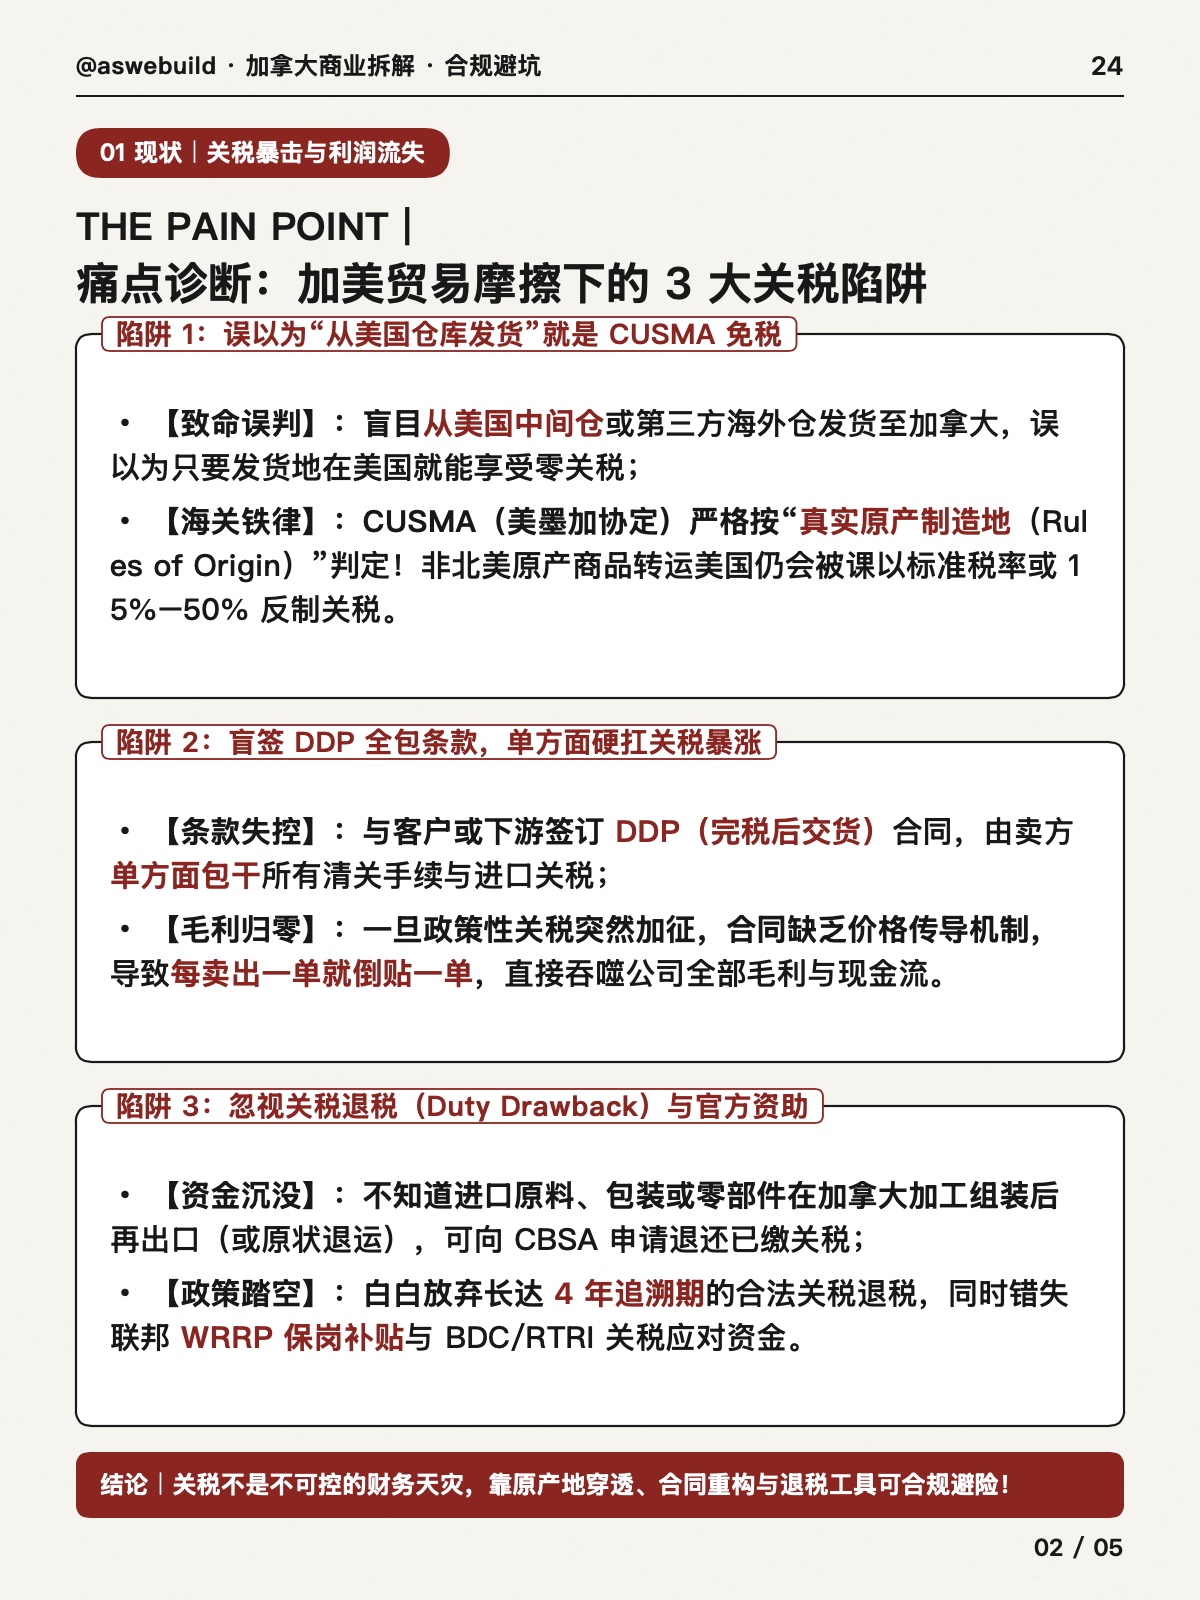 @aswebuild · 加拿大商业拆解 · 合规避坑
24
01 现状｜关税暴击与利润流失
THE PAIN POINT |
痛点诊断：加美贸易摩擦下的 3 大关税陷阱
陷阱 1：误以为“从美国仓库发货”就是 CUSMA 免税
• 【致命误判】：盲目从美国中间仓或第三方海外仓发货至加拿大，误
以为只要发货地在美国就能享受零关税；
• 【海关铁律】：CUSMA（美墨加协定）严格按“真实原产制造地（Rul
es of Origin）”判定！非北美原产商品转运美国仍会被课以标准税率或 1
5%—50% 反制关税。
陷阱 2：盲签 DDP 全包条款，单方面硬扛关税暴涨
• 【条款失控】：与客户或下游签订 DDP（完税后交货）合同，由卖方
单方面包干所有清关手续与进口关税；
• 【毛利归零】：一旦政策性关税突然加征，合同缺乏价格传导机制，
导致每卖出一单就倒贴一单，直接吞噬公司全部毛利与现金流。
陷阱 3：忽视关税退税（Duty Drawback）与官方资助
• 【资金沉没】：不知道进口原料、包装或零部件在加拿大加工组装后
再出口（或原状退运），可向 CBSA 申请退还已缴关税；
• 【政策踏空】：白白放弃长达 4 年追溯期的合法关税退税，同时错失
联邦 WRRP 保岗补贴与 BDC/RTRI 关税应对资金。
结论｜关税不是不可控的财务天灾，靠原产地穿透、合同重构与退税工具可合规避险！
02 / 05